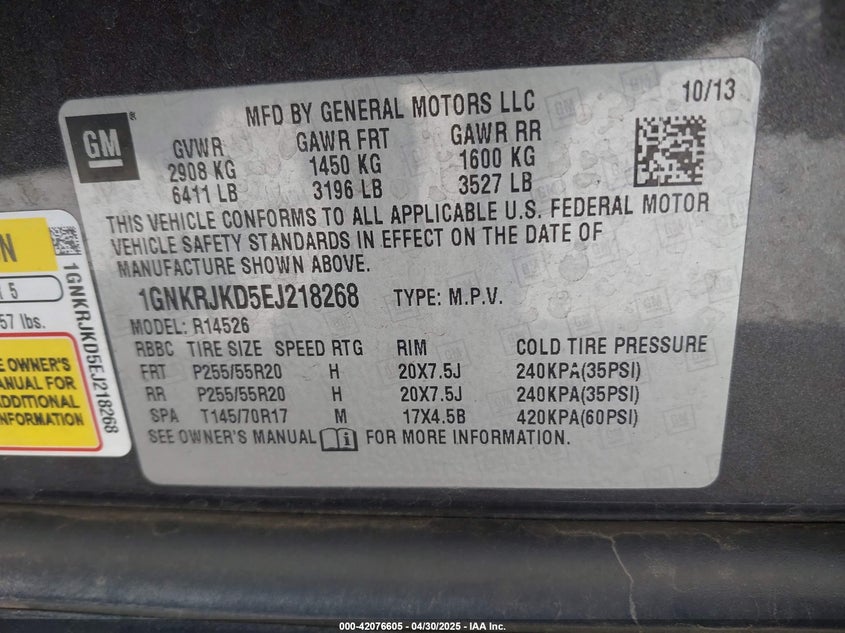 MFD BY GENERAL MOTORS LLC
10/13
GM
®
GVWR GAWR FRT GAWR RR
2908 KG 1450 KG 1600 KG
6411 LB 3196 LB 3527 LB
THIS VEHICLE CONFORMS TO ALL APPLICABLE U.S. FEDERAL MOTOR
VEHICLE SAFETY STANDARDS IN EFFECT ON THE DATE OF
MANUFACTURE SHOWN ABOVE.
1GNKRJKD5EJ218268 TYPE: M.P.V.
MODEL: R14526
RBBC TIRE SIZE SPEED RTG RIM COLD TIRE PRESSURE
FRT P255/55R20 H 20X7.5J 240KPA(35PSI)
RR P255/55R20 H 20X7.5J 240KPA(35PSI)
SPA T145/70R17 M 17X4.5B 420KPA(60PSI)
SEE OWNER'S MANUAL i FOR MORE INFORMATION.
N
5
57 lbs.
E OWNER'S
ANUAL FOR
ADDITIONAL
NFORMATION
1GNKRJKD5EJ218268
000-42076605 - 04/30/2025 - IAA Inc.